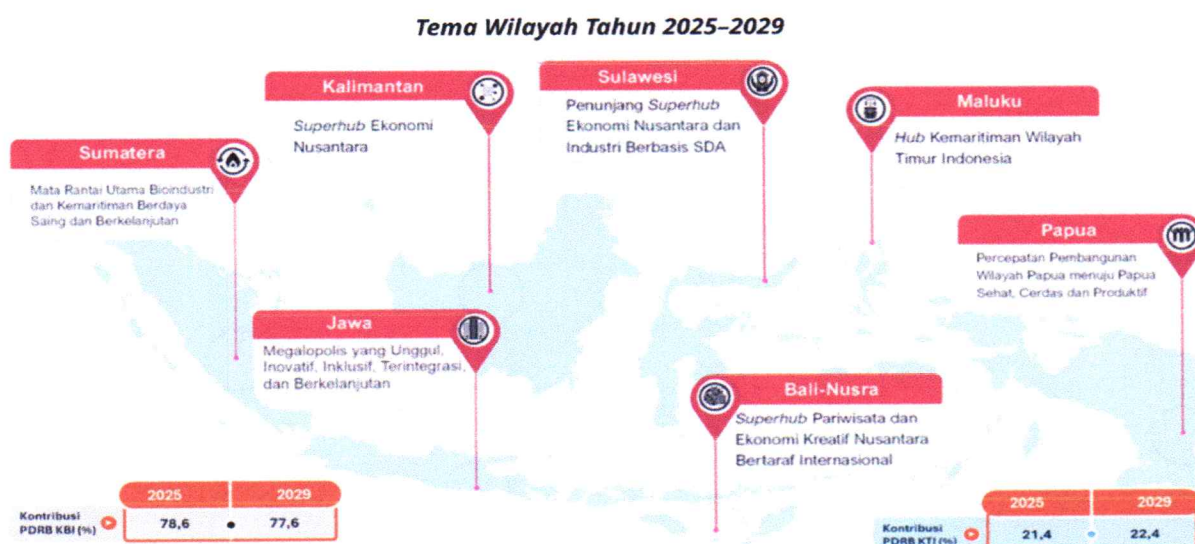 Tema Wilayah Tahun 2025–2029
Kalimantan
Superhub Ekonomi
Nusantara
Sulawesi
Penunjang Superhub
Ekonomi Nusantara dan
Industri Berbasis SDA
Maluku
Hub Kemaritiman Wilayah
Timur Indonesia
Sumatera
Mata Rantai Utama Bioindustri
dan Kemaritiman Berdaya
Saing dan Berkelanjutan
Papua
Percepatan Pembangunan
Wilayah Papua menuju Papua
Sehat, Cerdas dan Produktif
Jawa
Megalopolis yang Unggul,
Inovatif, Inklusif, Terintegrasi,
dan Berkelanjutan
Bali-Nusra
Superhub Pariwisata dan
Ekonomi Kreatif Nusantara
Bertaraf Internasional
2025 2029
Kontribusi
PDRB KBI (%)
78,6 77,6
2025 2029
Kontribusi
PDRB KTI (%)
21,4 22,4